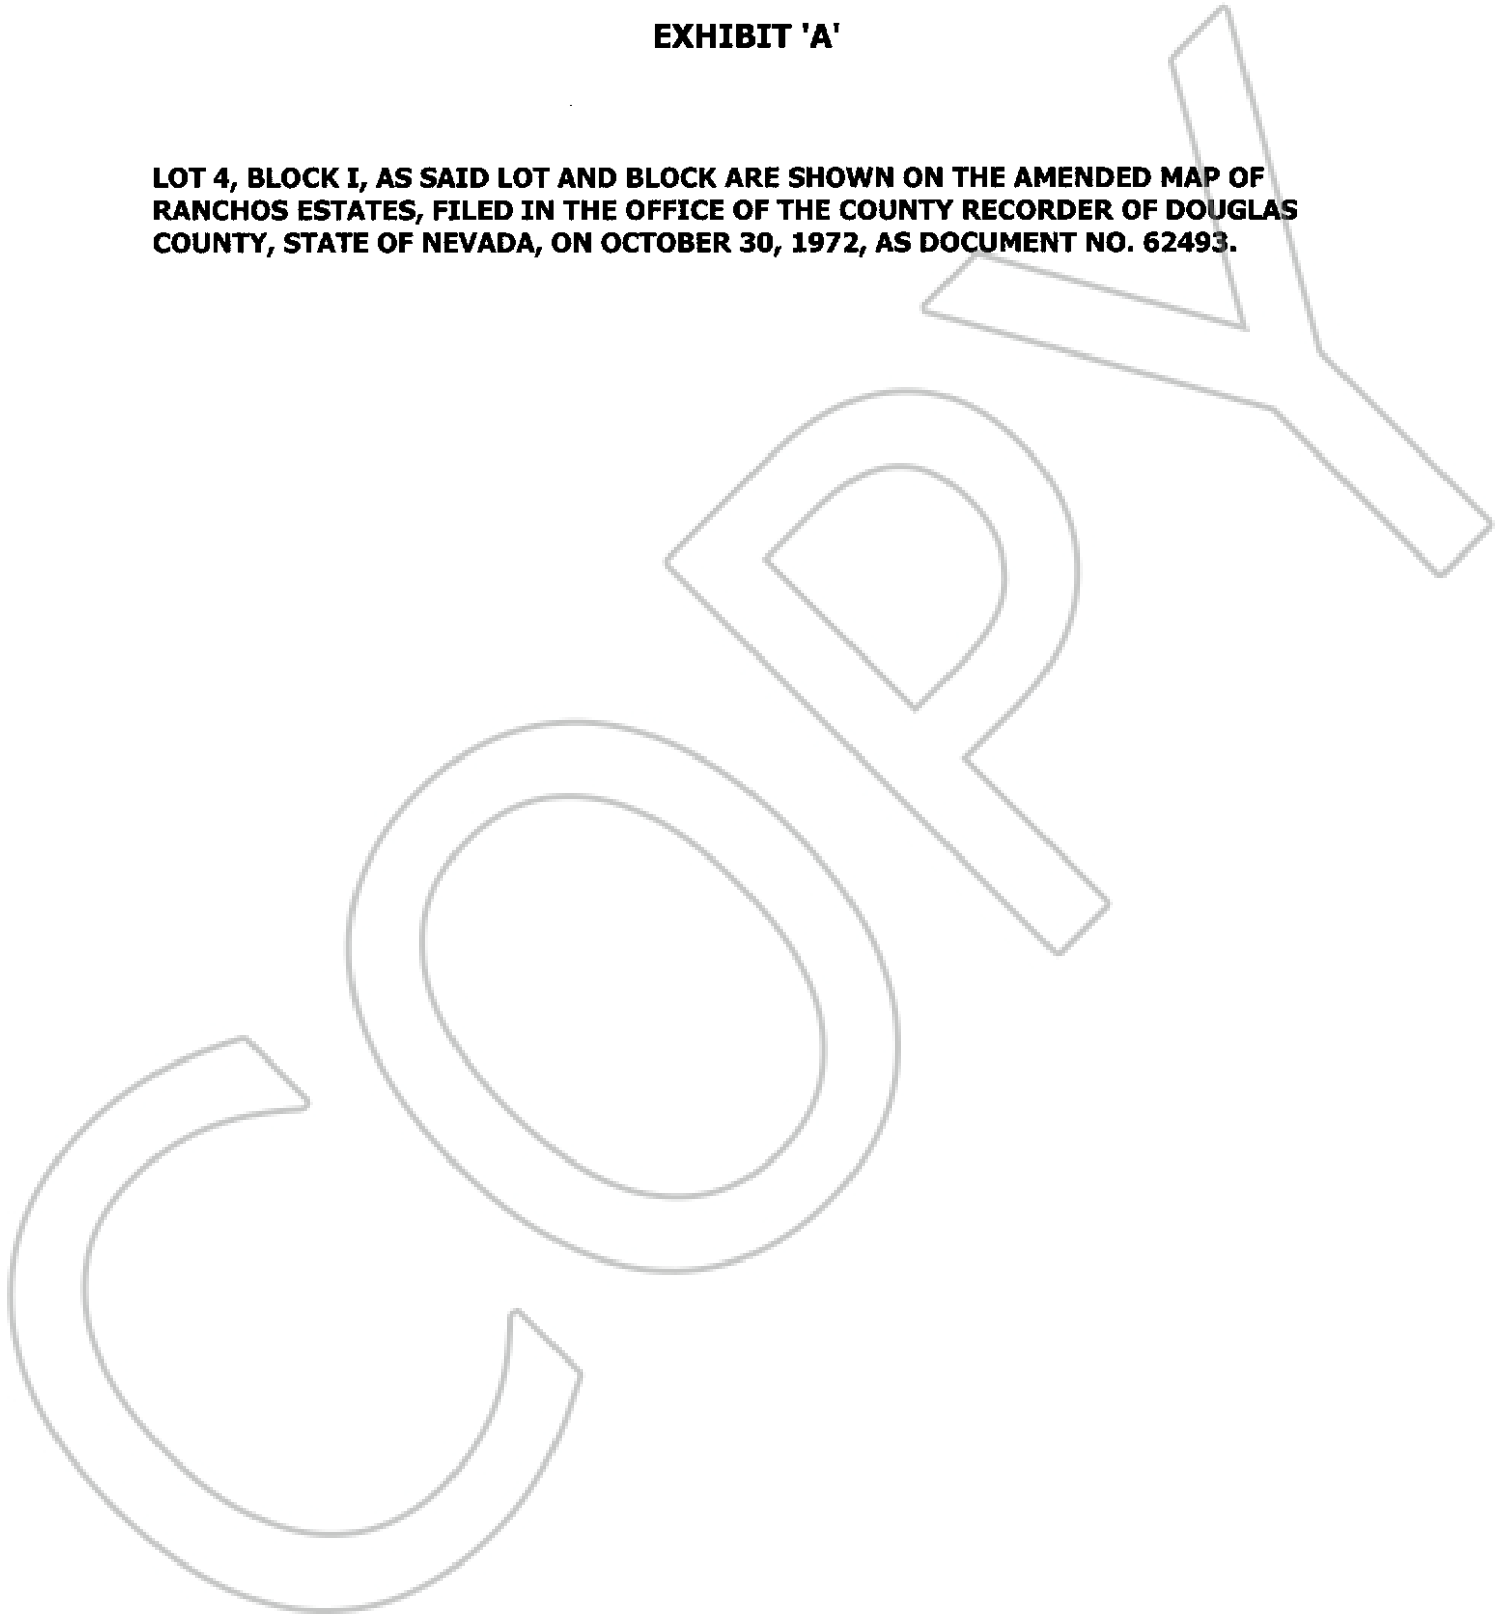 EXHIBIT 'A'
LOT 4, BLOCK I, AS SAID LOT AND BLOCK ARE SHOWN ON THE AMENDED MAP OF
RANCHOS ESTATES, FILED IN THE OFFICE OF THE COUNTY RECORDER OF DOUGLAS
COUNTY, STATE OF NEVADA, ON OCTOBER 30, 1972, AS DOCUMENT NO. 62493.
COPY